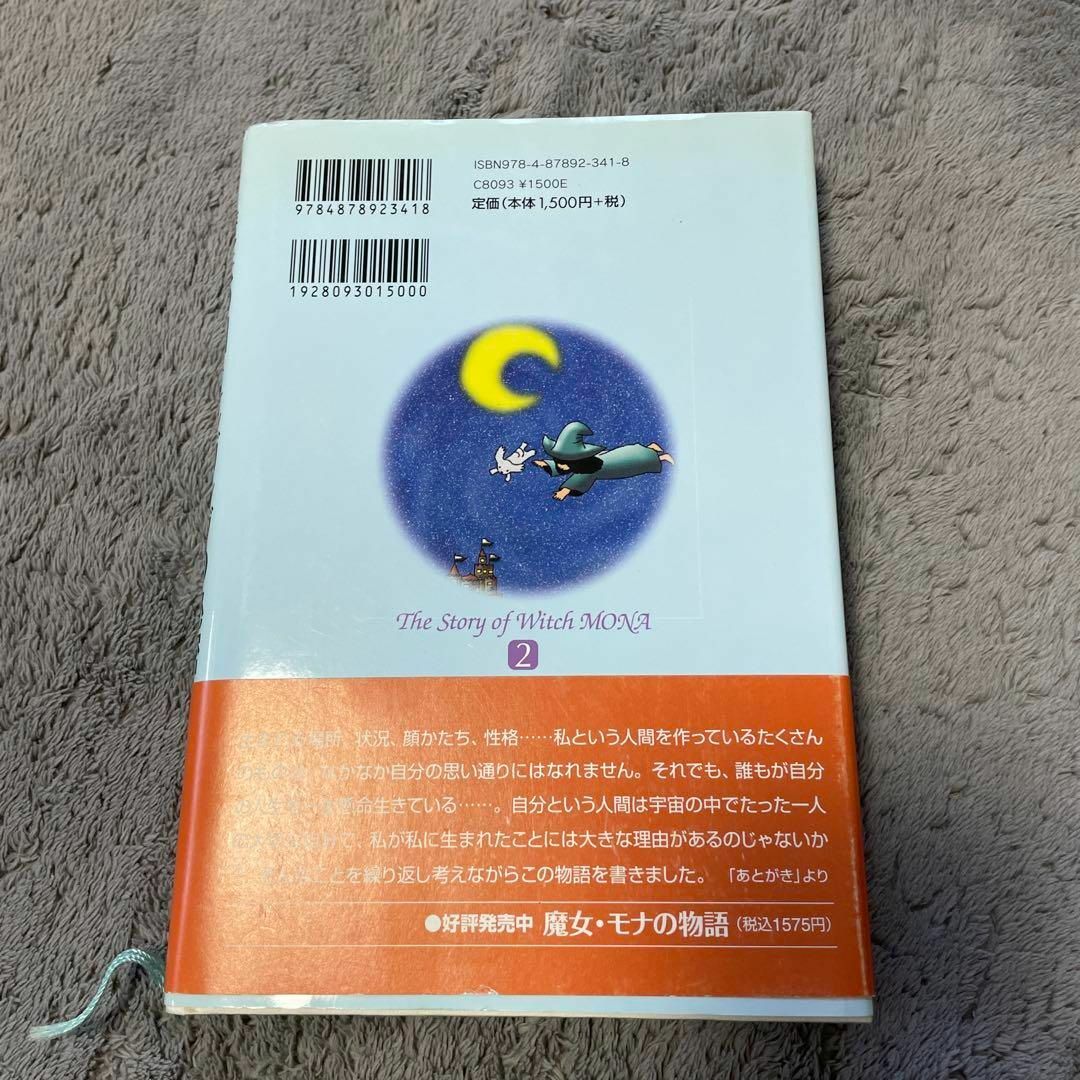 ISBN978-4-87892-341-8
C8093 ¥1500E
定価(本体1,500円+税)
9784878923418
1928093015000
The Story of Witch MONA
2
場所、状況、顔かたち、性格……私という人間を作っているたくさん
なかなか自分の思い通りにはなれません。それでも、誰もが自分
命生きている……。自分という人間は宇宙の中でたった一人
て、私が私に生まれたことには大きな理由があるのじゃないか
ことを繰り返し考えながらこの物語を書きました。 「あとがき」より
●好評発売中 魔女・モナの物語(税込1575円)